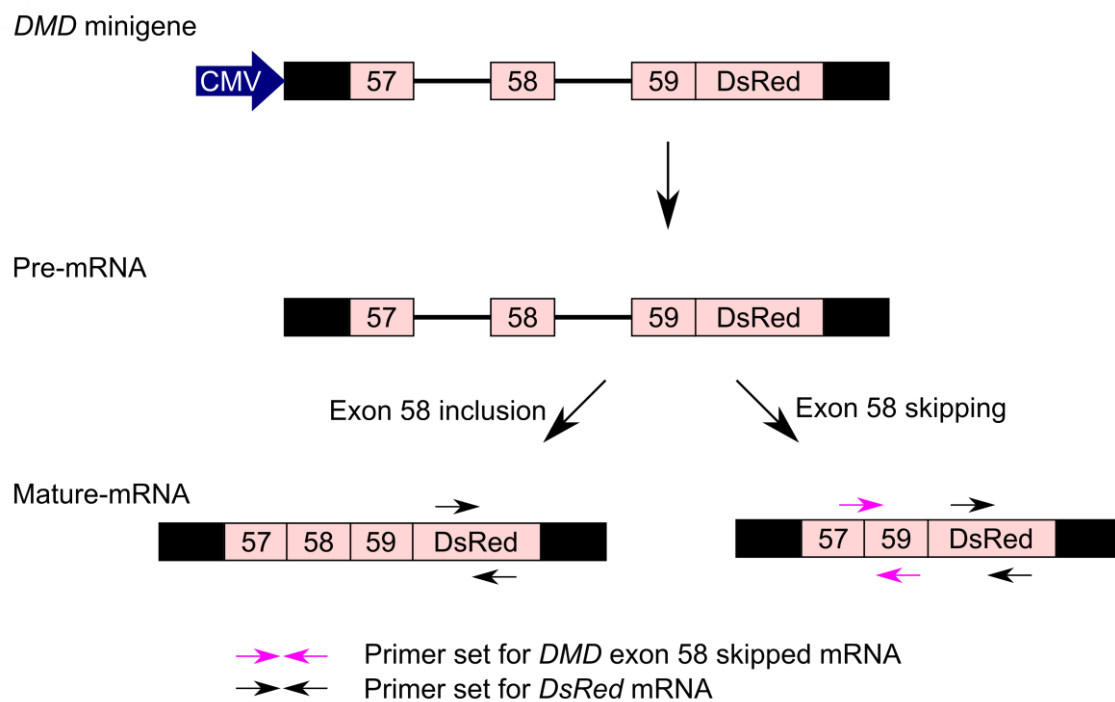 DMD minigene
CMV 57 58 59 DsRed
Pre-mRNA
57 58 59 DsRed
Exon 58 inclusion Exon 58 skipping
Mature-mRNA
57 58 59 DsRed 57 59 DsRed
Primer set for DMD exon 58 skipped mRNA
Primer set for DsRed mRNA